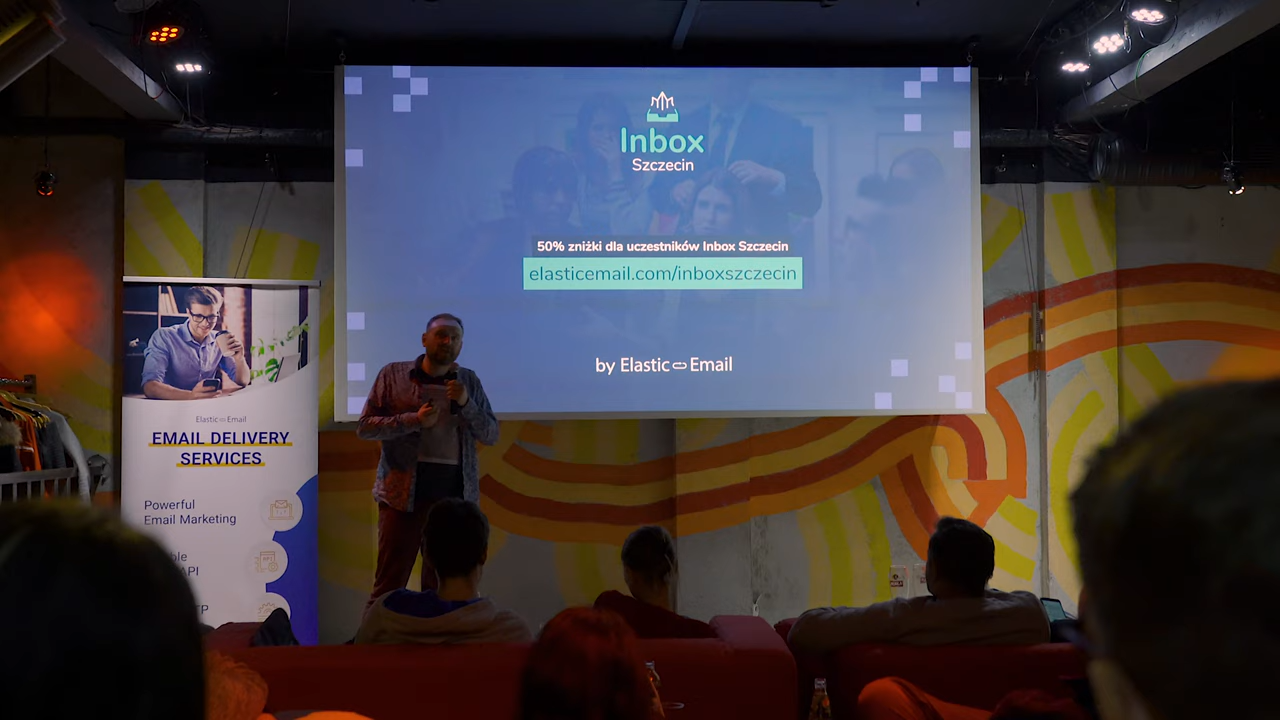 Inbox
Szczecin
50% zniżki dla uczestników Inbox Szczecin
elasticemail.com/inboxszczecin
by Elastic Email
Elastic Email
EMAIL DELIVERY
SERVICES
Powerful
Email Marketing
API